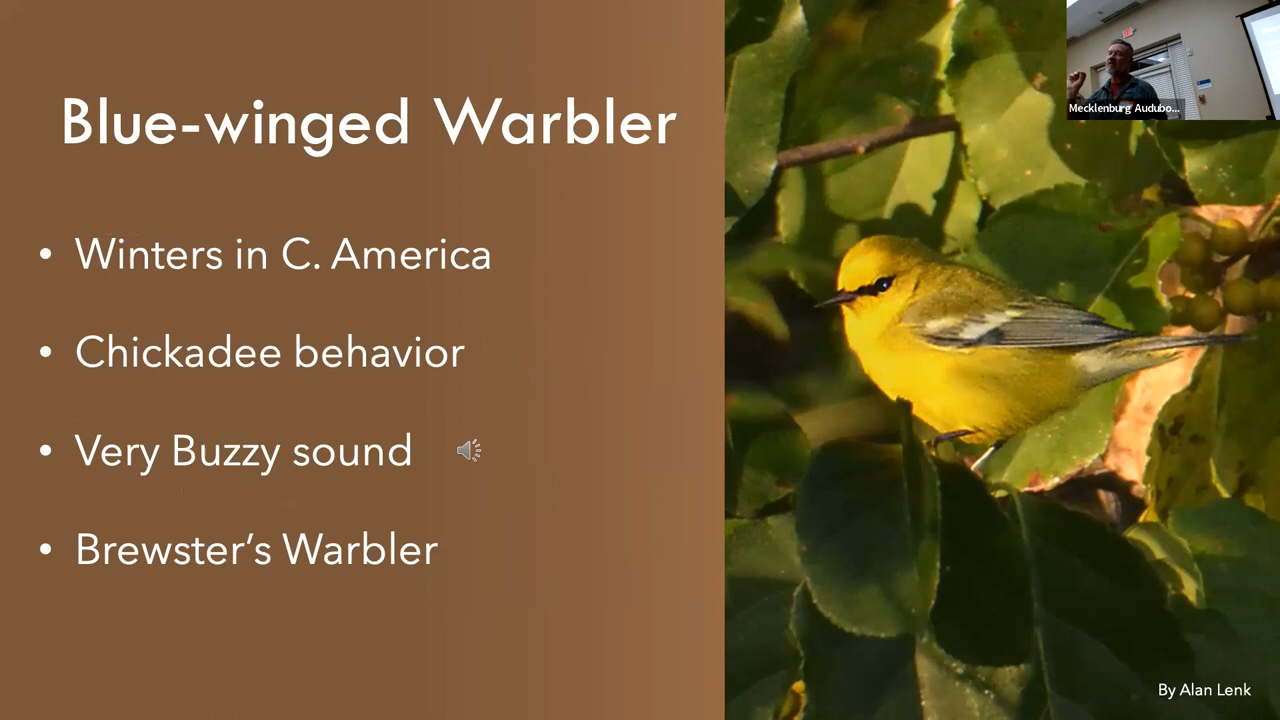 Blue-winged Warbler
• Winters in C. America
• Chickadee behavior
• Very Buzzy sound
• Brewster’s Warbler
Mecklenburg Audubo...
By Alan Lenk